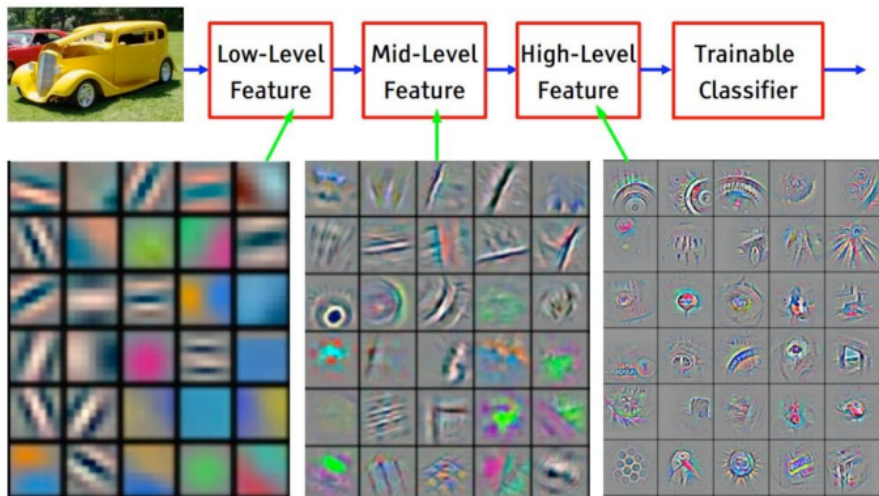 Low-Level
Feature
Mid-Level
Feature
High-Level
Feature
Trainable
Classifier